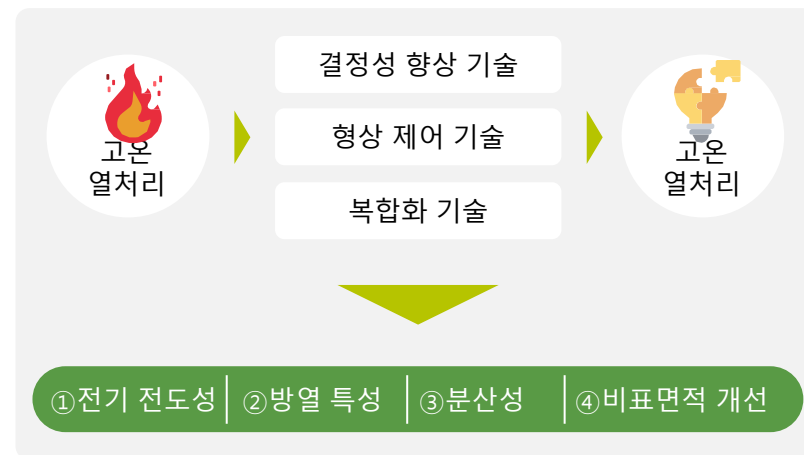 고온
열처리
결정성 향상 기술
형상 제어 기술
복합화 기술
고온
열처리
①전기 전도성
②방열 특성
③분산성
④비표면적 개선